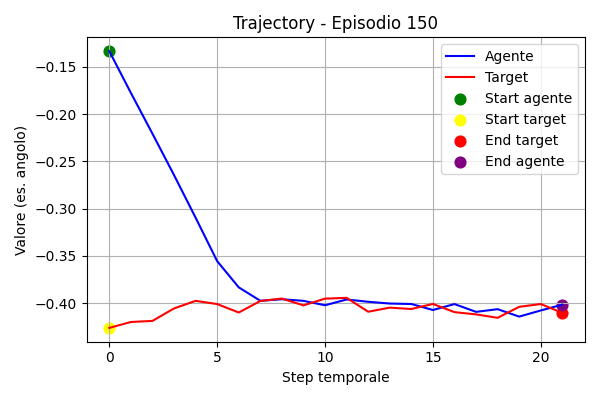 Trajectory - Episodio 150
Agente
Target
Start agente
Start target
End target
End agente
Valore (es. angolo)
−0.15
−0.20
−0.25
−0.30
−0.35
−0.40
0 5 10 15 20
Step temporale